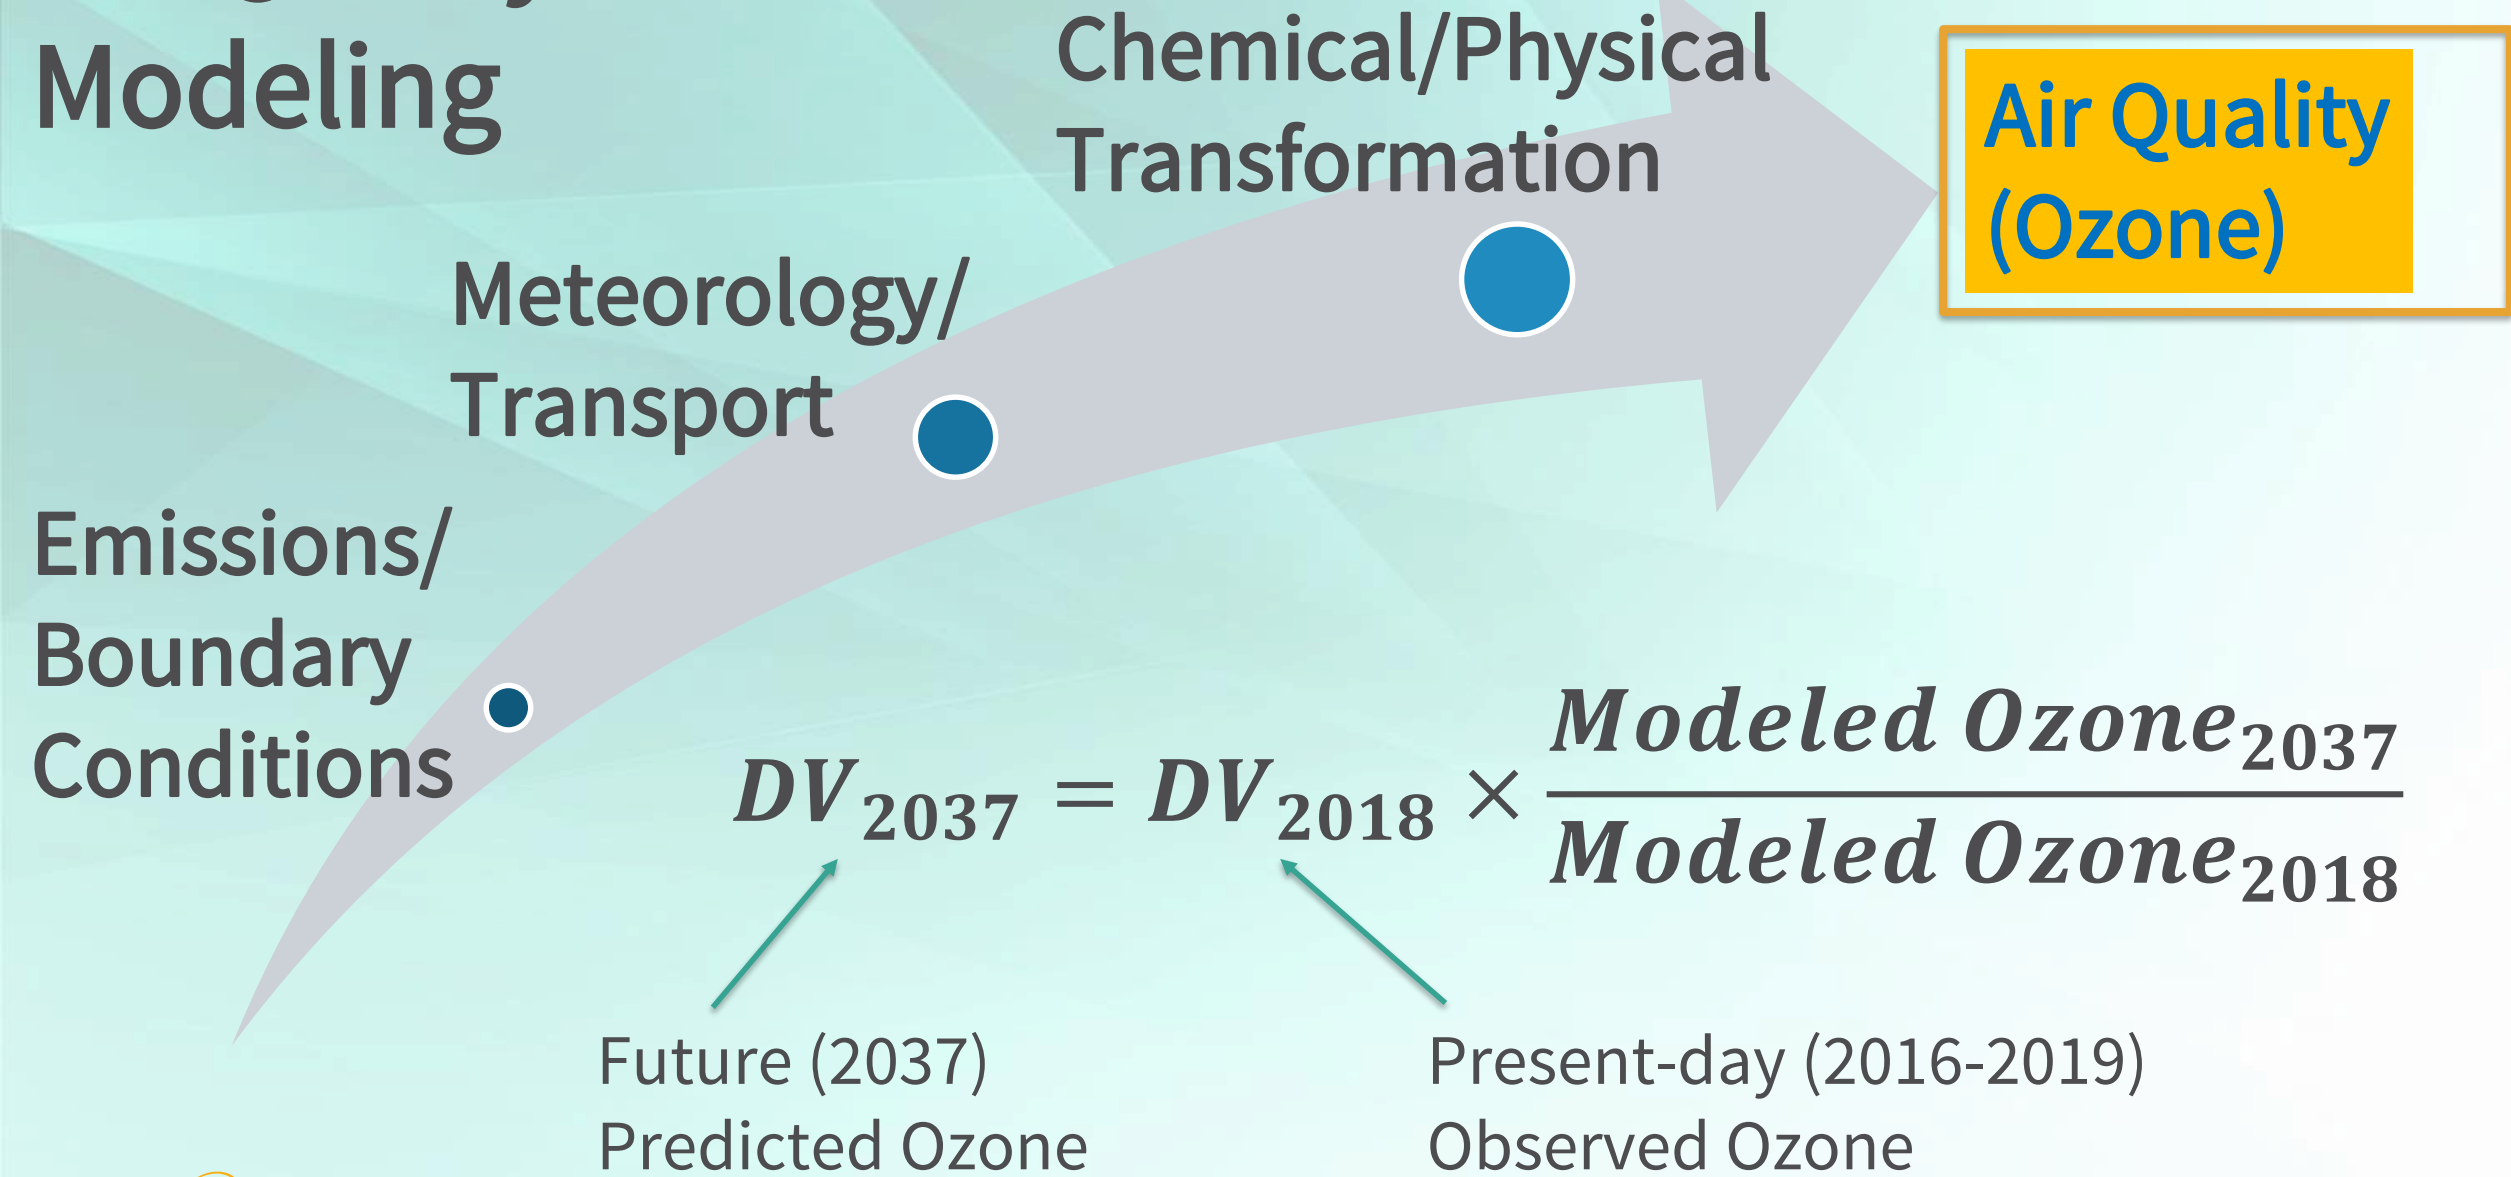 Modeling
Chemical/Physical
Transformation
Air Quality
(Ozone)
Meteorology/
Transport
Emissions/
Boundary
Conditions
DV₂₀₃₇ = DV₂₀₁₈ × Modeled Ozone₂₀₃₇ / Modeled Ozone₂₀₁₈
Future (2037)
Predicted Ozone
Present-day (2016-2019)
Observed Ozone